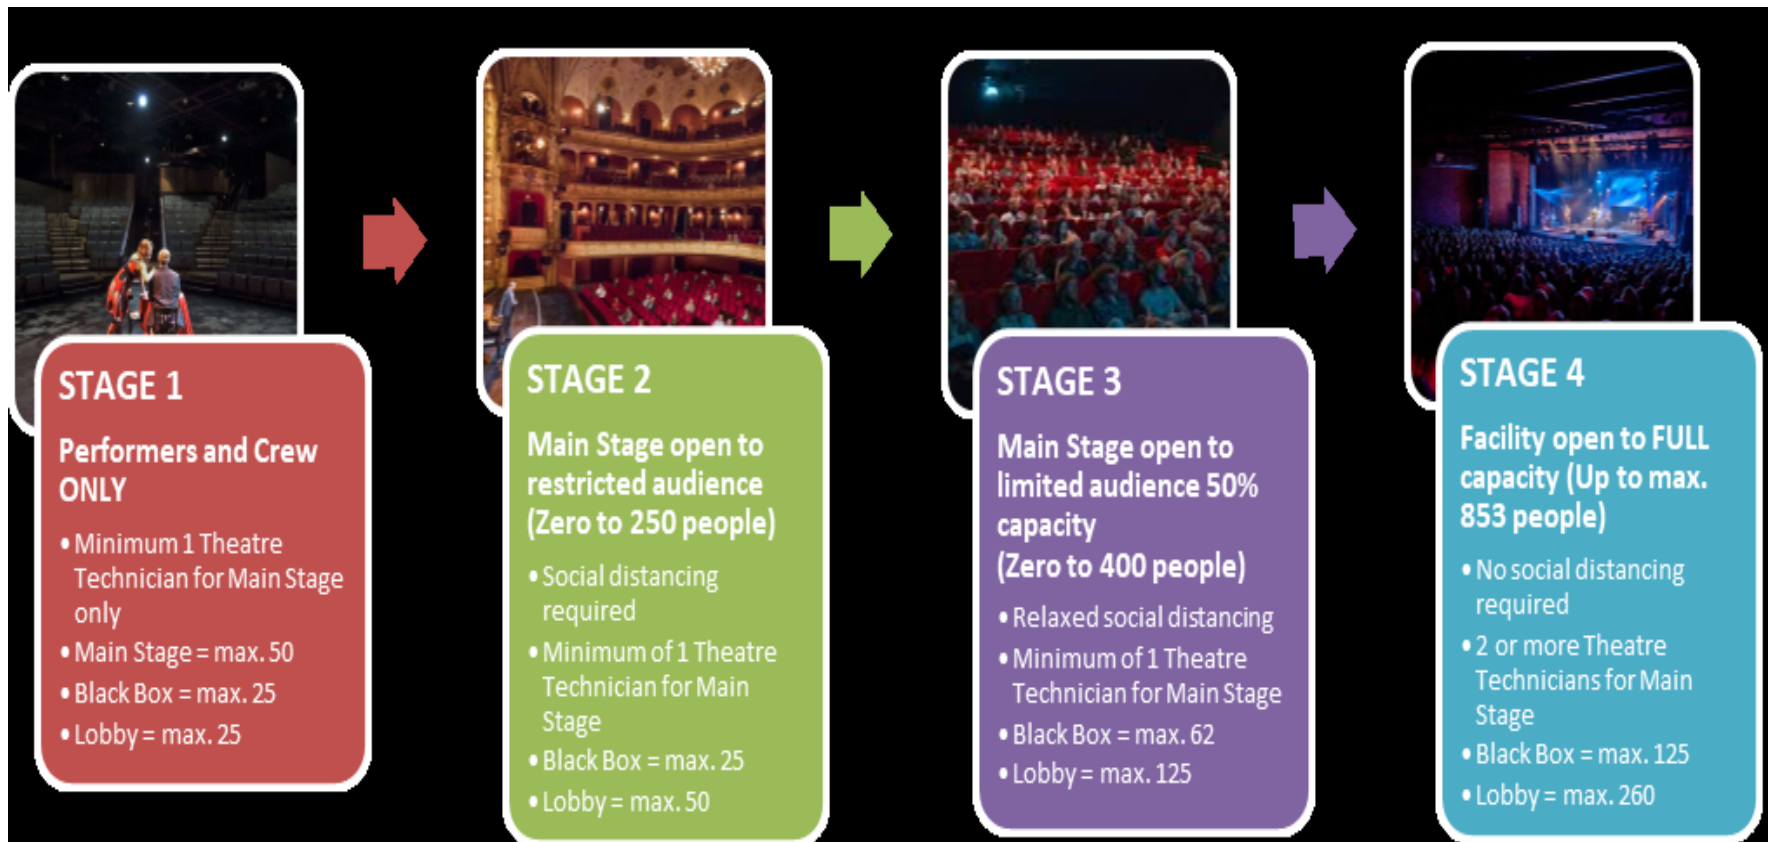 STAGE 1
Performers and Crew
ONLY
• Minimum 1 Theatre
Technician for Main Stage
only
• Main Stage = max. 50
• Black Box = max. 25
• Lobby = max. 25
STAGE 2
Main Stage open to
restricted audience
(Zero to 250 people)
• Social distancing
required
• Minimum of 1 Theatre
Technician for Main
Stage
• Black Box = max. 25
• Lobby = max. 50
STAGE 3
Main Stage open to
limited audience 50%
capacity
(Zero to 400 people)
• Relaxed social distancing
• Minimum of 1 Theatre
Technician for Main Stage
• Black Box = max. 62
• Lobby = max. 125
STAGE 4
Facility open to FULL
capacity (Up to max.
853 people)
• No social distancing
required
• 2 or more Theatre
Technicians for Main
Stage
• Black Box = max. 125
• Lobby = max. 260